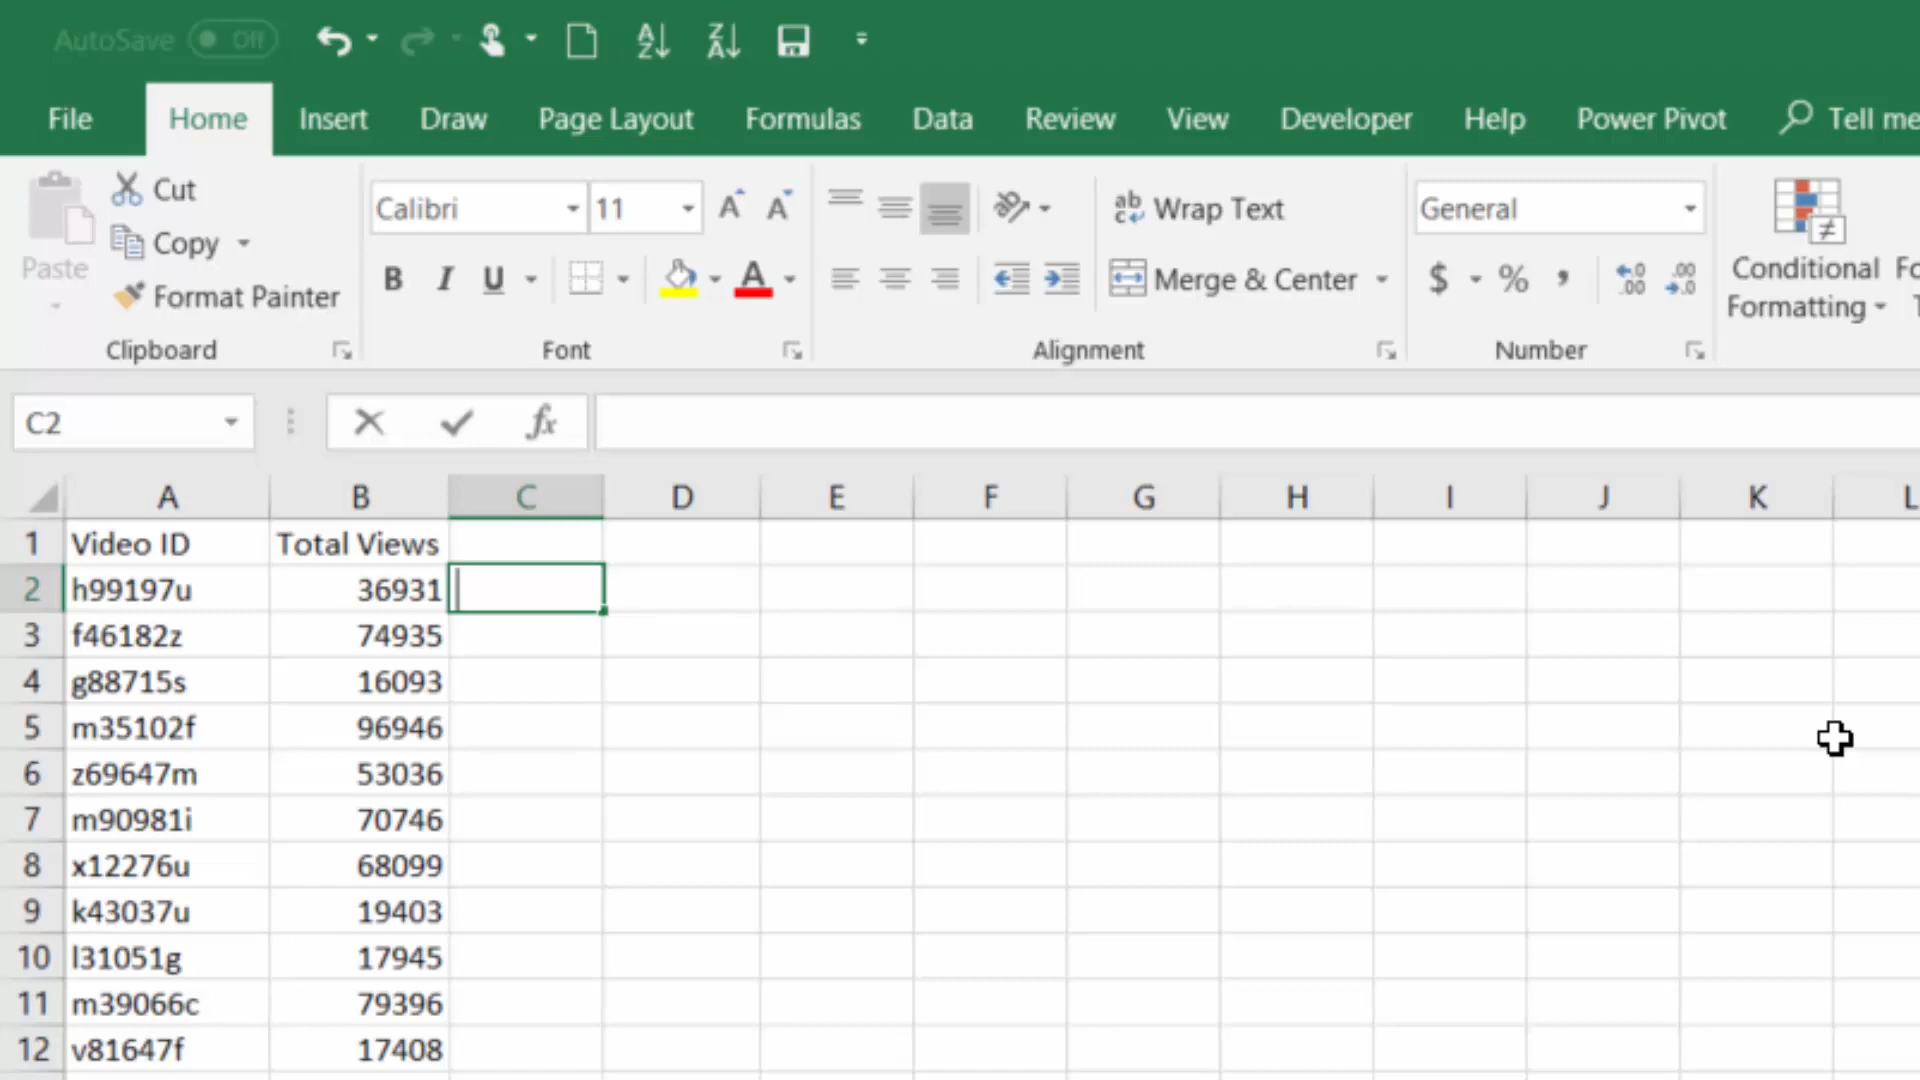 AutoSave Off
File Home Insert Draw Page Layout Formulas Data Review View Developer Help Power Pivot Tell me
Cut
Copy
Paste
Format Painter
Clipboard
Calibri 11
B I U A
Font
Wrap Text
Merge & Center
Alignment
General
$ % ,
Number
Conditional
Formatting
C2 fx
A B C D E F G H I J K L
1 Video ID Total Views
2 h99197u 36931
3 f46182z 74935
4 g88715s 16093
5 m35102f 96946
6 z69647m 53036
7 m90981i 70746
8 x12276u 68099
9 k43037u 19403
10 l31051g 17945
11 m39066c 79396
12 v81647f 17408